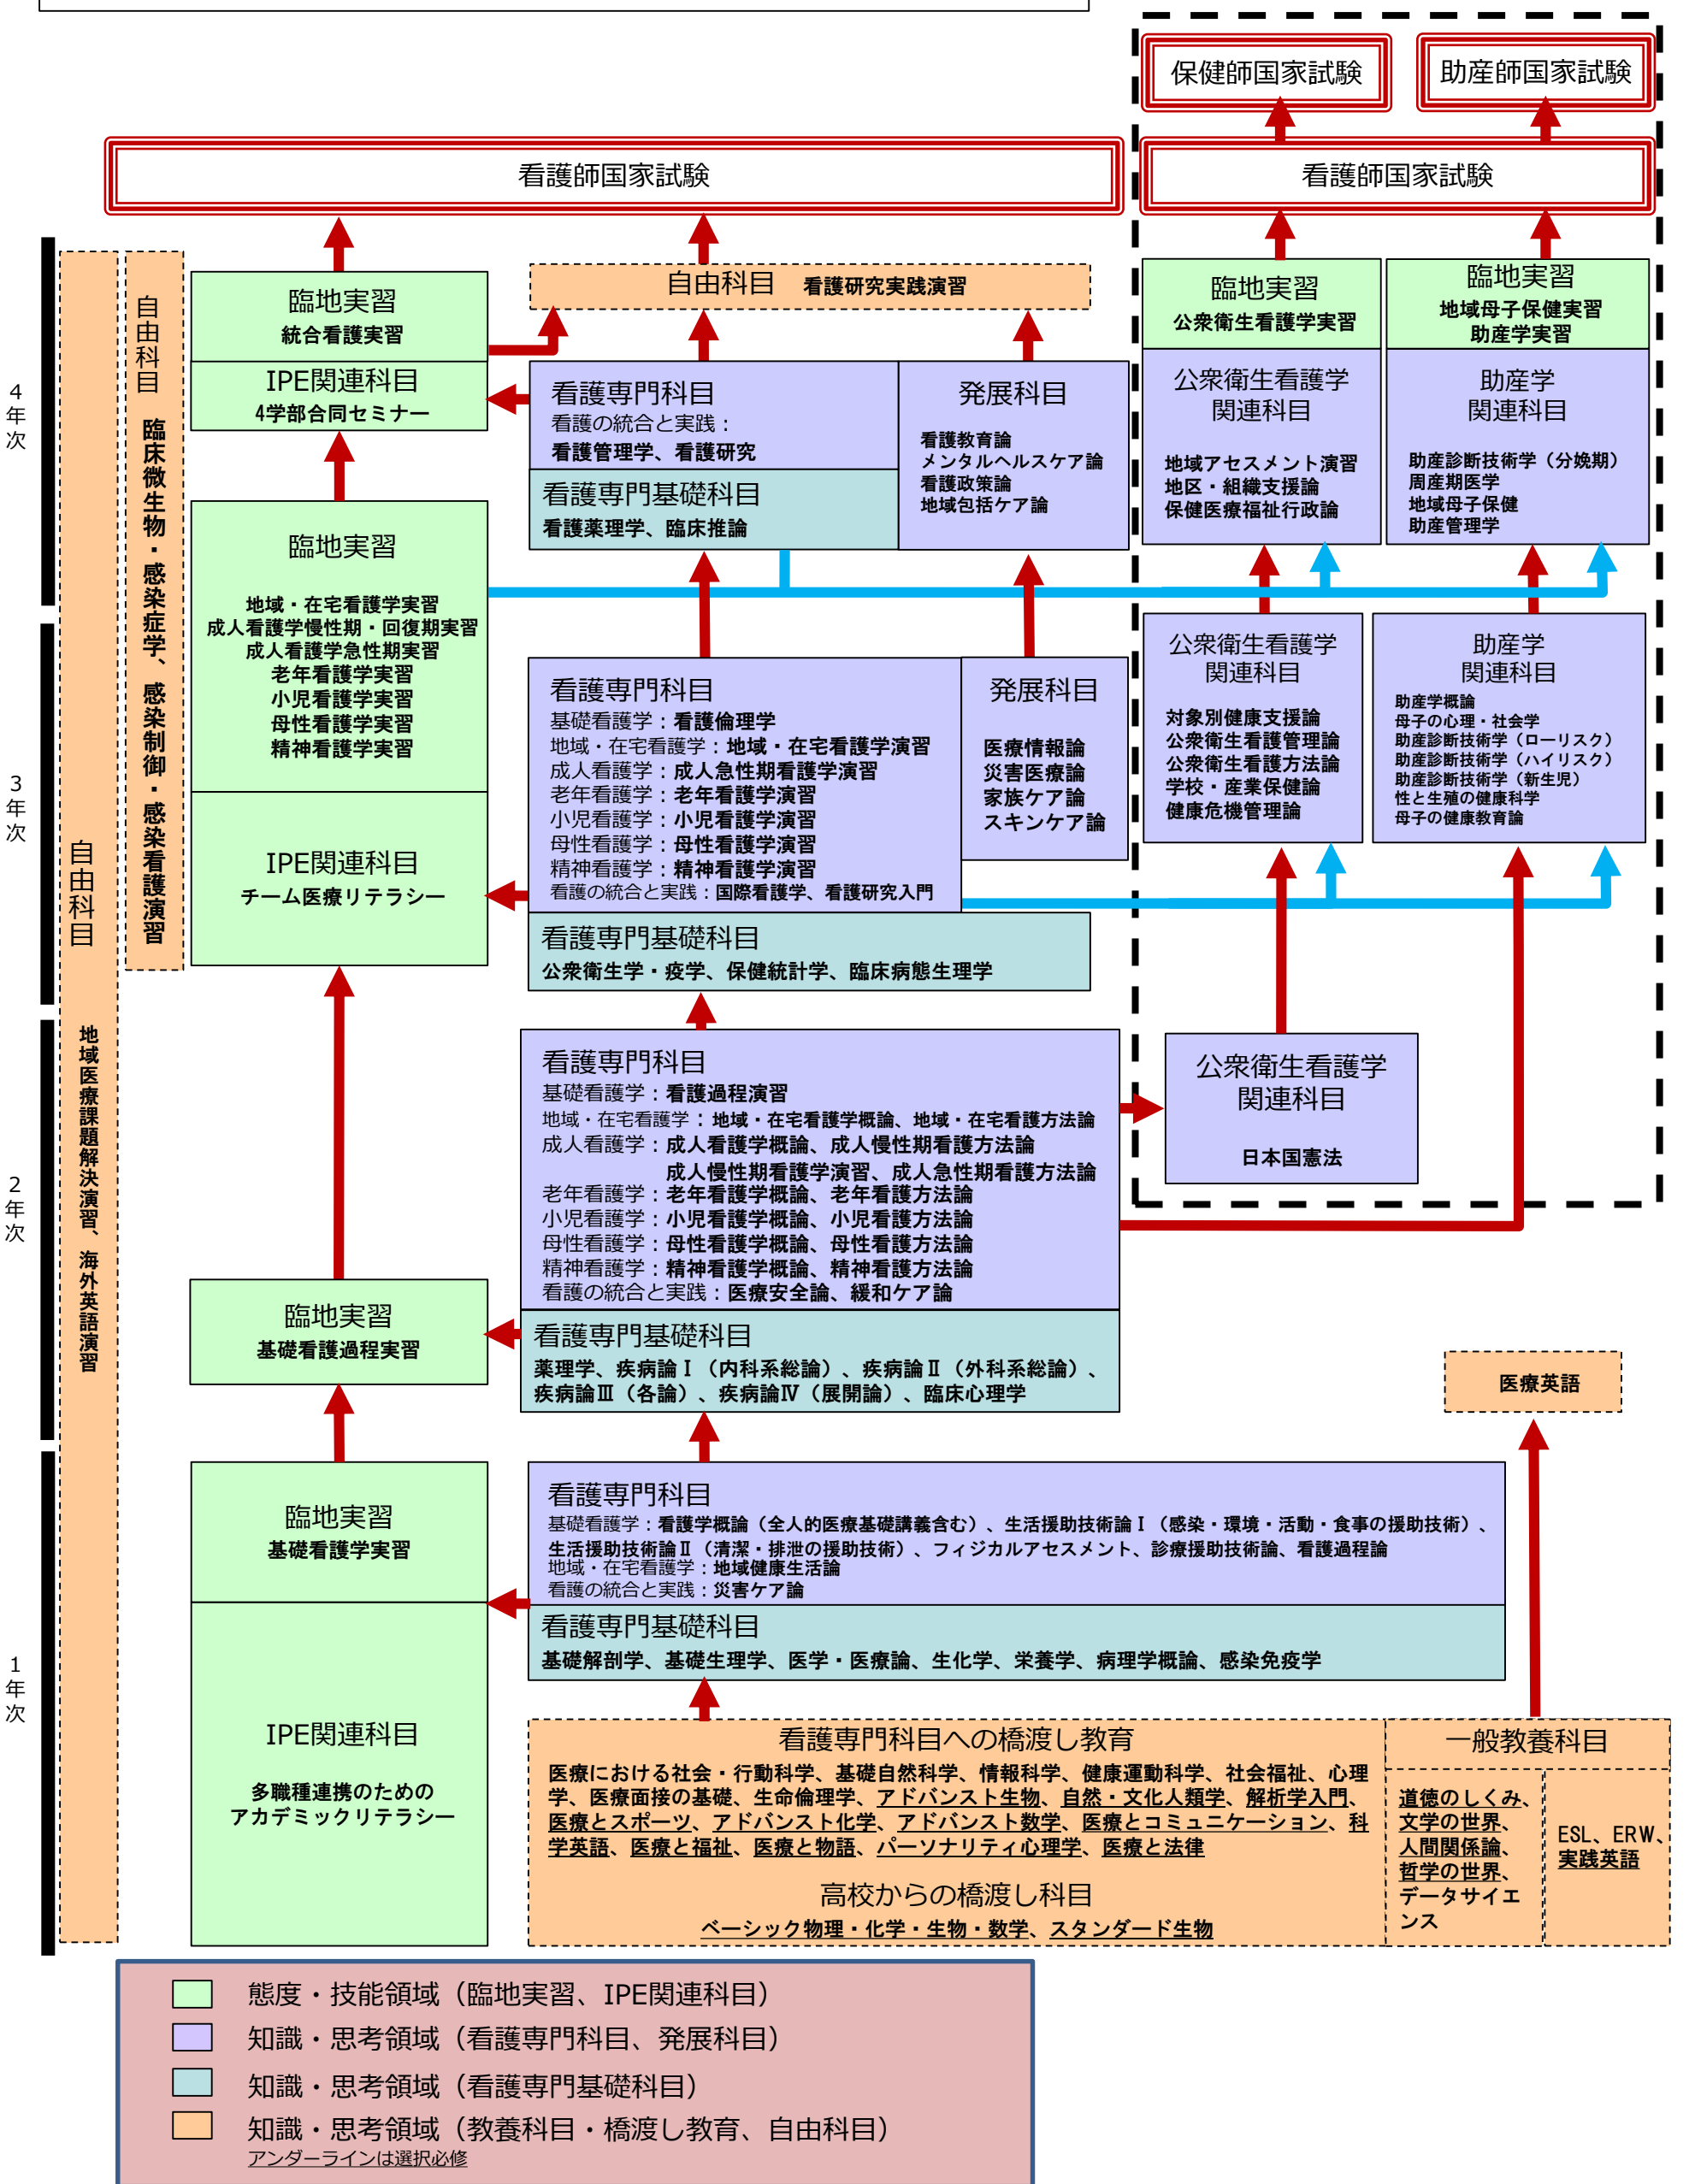 保健師国家試験
助産師国家試験
看護師国家試験
看護師国家試験
4年次
3年次
2年次
1年次
自由科目
地域医療課題解決演習、海外英語演習
自由科目
臨床微生物・感染症学、感染制御・感染看護演習
臨地実習
統合看護実習
IPE関連科目
4学部合同セミナー
自由科目 看護研究実践演習
看護専門科目
看護の統合と実践：
看護管理学、看護研究
看護専門基礎科目
看護薬理学、臨床推論
発展科目
看護教育論
メンタルヘルスケア論
看護政策論
地域包括ケア論
臨地実習
公衆衛生看護学実習
公衆衛生看護学
関連科目
地域アセスメント演習
地区・組織支援論
保健医療福祉行政論
臨地実習
地域母子保健実習
助産学実習
助産学
関連科目
助産診断技術学（分娩期）
周産期医学
地域母子保健
助産管理学
臨地実習
地域・在宅看護学実習
成人看護学慢性期・回復期実習
成人看護学急性期実習
老年看護学実習
小児看護学実習
母性看護学実習
精神看護学実習
IPE関連科目
チーム医療リテラシー
看護専門科目
基礎看護学：看護倫理学
地域・在宅看護学：地域・在宅看護学演習
成人看護学：成人急性期看護学演習
老年看護学：老年看護学演習
小児看護学：小児看護学演習
母性看護学：母性看護学演習
精神看護学：精神看護学演習
看護の統合と実践：国際看護学、看護研究入門
看護専門基礎科目
公衆衛生学・疫学、保健統計学、臨床病態生理学
発展科目
医療情報論
災害医療論
家族ケア論
スキンケア論
公衆衛生看護学
関連科目
対象別健康支援論
公衆衛生看護管理論
公衆衛生看護方法論
学校・産業保健論
健康危機管理論
助産学
関連科目
助産学概論
母子の心理・社会学
助産診断技術学（ローリスク）
助産診断技術学（ハイリスク）
助産診断技術学（新生児）
性と生殖の健康科学
母子の健康教育論
看護専門科目
基礎看護学：看護過程演習
地域・在宅看護学：地域・在宅看護学概論、地域・在宅看護方法論
成人看護学：成人看護学概論、成人慢性期看護方法論
成人慢性期看護学演習、成人急性期看護方法論
老年看護学：老年看護学概論、老年看護方法論
小児看護学：小児看護学概論、小児看護方法論
母性看護学：母性看護学概論、母性看護方法論
精神看護学：精神看護学概論、精神看護方法論
看護の統合と実践：医療安全論、緩和ケア論
看護専門基礎科目
薬理学、疾病論Ⅰ（内科系総論）、疾病論Ⅱ（外科系総論）、
疾病論Ⅲ（各論）、疾病論Ⅳ（展開論）、臨床心理学
公衆衛生看護学
関連科目
日本国憲法
臨地実習
基礎看護過程実習
医療英語
臨地実習
基礎看護学実習
IPE関連科目
多職種連携のための
アカデミックリテラシー
看護専門科目
基礎看護学：看護学概論（全人的医療基礎講義含む）、生活援助技術論Ⅰ（感染・環境・活動・食事の援助技術）、
生活援助技術論Ⅱ（清潔・排泄の援助技術）、フィジカルアセスメント、診療援助技術論、看護過程論
地域・在宅看護学：地域健康生活論
看護の統合と実践：災害ケア論
看護専門基礎科目
基礎解剖学、基礎生理学、医学・医療論、生化学、栄養学、病理学概論、感染免疫学
看護専門科目への橋渡し教育
医療における社会・行動科学、基礎自然科学、情報科学、健康運動科学、社会福祉、心理
学、医療面接の基礎、生命倫理学、アドバンスト生物、自然・文化人類学、解析学入門、
医療とスポーツ、アドバンスト化学、アドバンスト数学、医療とコミュニケーション、科
学英語、医療と福祉、医療と物語、パーソナリティ心理学、医療と法律
高校からの橋渡し科目
ベーシック物理・化学・生物・数学、スタンダード生物
一般教養科目
道徳のしくみ、
文学の世界、
人間関係論、
哲学の世界、
データサイエ
ンス
ESL、ERW、
実践英語
態度・技能領域（臨地実習、IPE関連科目）
知識・思考領域（看護専門科目、発展科目）
知識・思考領域（看護専門基礎科目）
知識・思考領域（教養科目・橋渡し教育、自由科目）
アンダーラインは選択必修